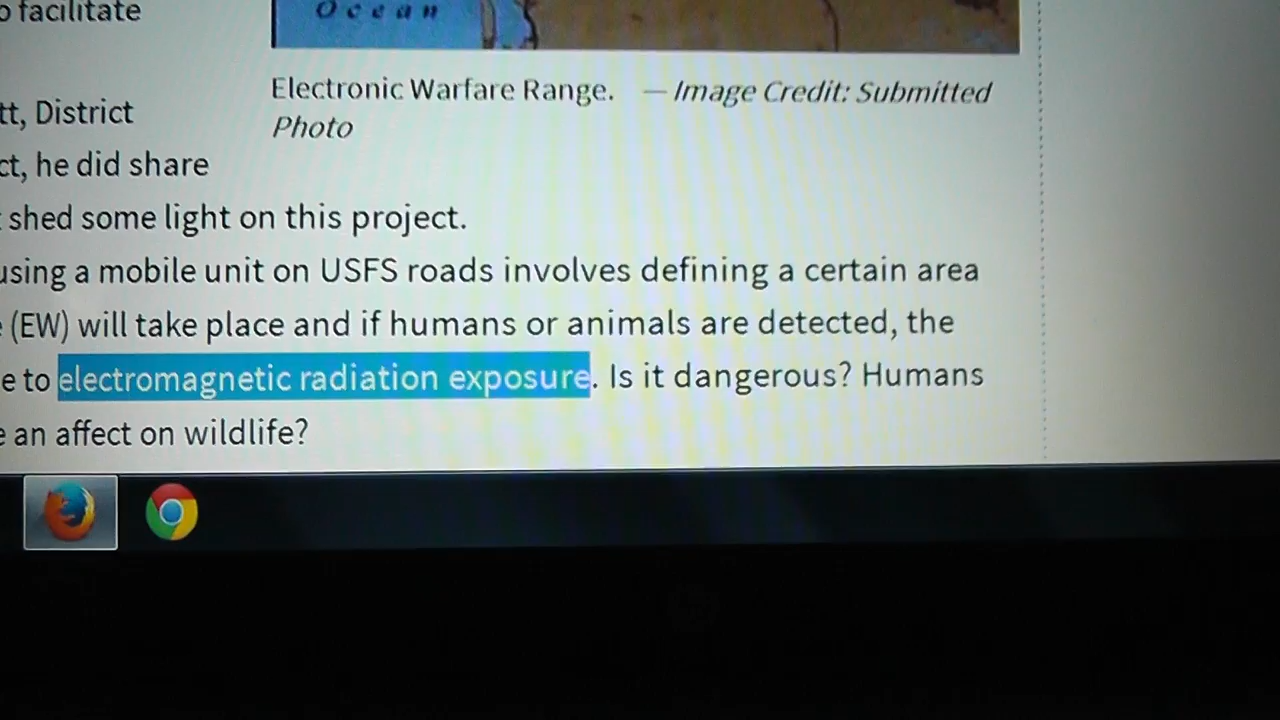 facilitate
Ocean
Electronic Warfare Range. — Image Credit: Submitted
Photo
tt, District
ct, he did share
shed some light on this project.
using a mobile unit on USFS roads involves defining a certain area
(EW) will take place and if humans or animals are detected, the
e to electromagnetic radiation exposure. Is it dangerous? Humans
e an affect on wildlife?